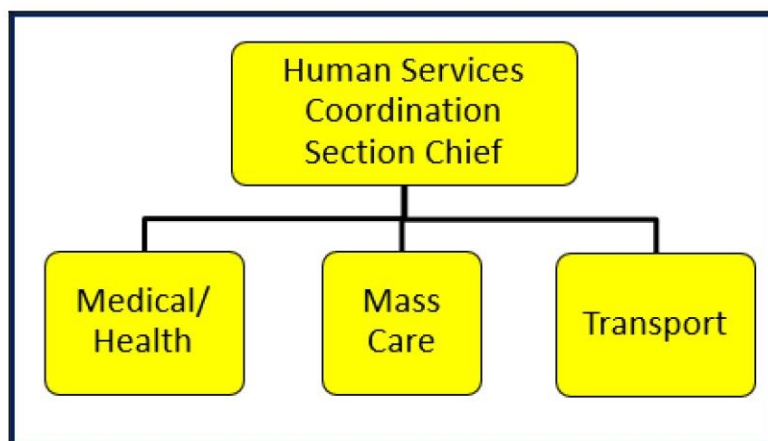 Human Services
Coordination
Section Chief
Medical/
Health
Mass
Care
Transport